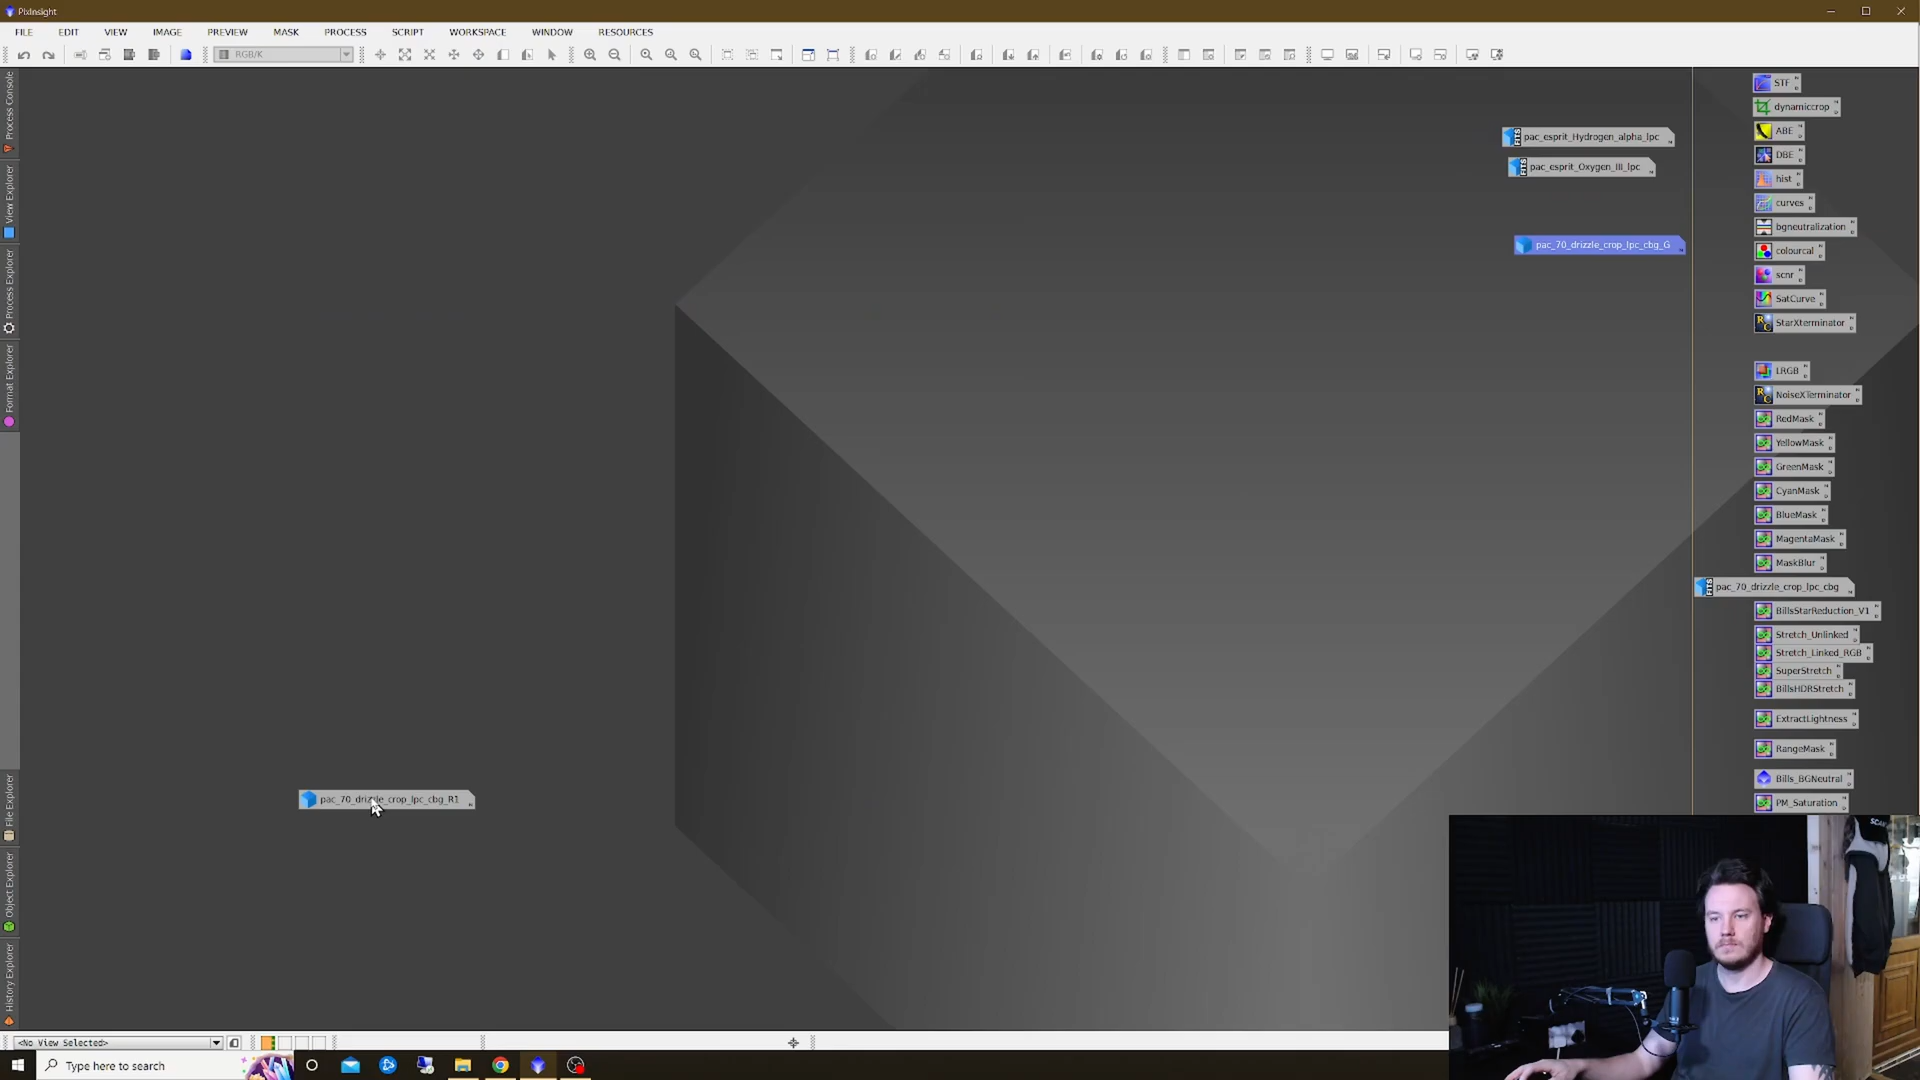 PixInsight
FILE EDIT VIEW IMAGE PROCESS SCRIPT WORKSPACE WINDOW RESOURCES
RGB/K
Process Console
View Explorer
Process Explorer
Format Explorer
File Explorer
Object Explorer
History Explorer
pac_esprit_Hydrogen_alpha_lpc
pac_esprit_Oxygen_III_lpc
pac_70_drizzle_crop_lpc_cbg_G
pac_70_drizzle_crop_lpc_cbg_R1
STF
dynamiccrop
ABE
DBE
hist
curves
bgneutralization
colourcal
scnr
SatCurve
StarXterminator
LRGB
NoiseXTerminator
RedMask
YellowMask
GreenMask
CyanMask
BlueMask
MagentaMask
MaskBlur
pac_70_drizzle_crop_lpc_cbg
BillsStarReduction_V1
Stretch_Unlinked
Stretch_Linked_RGB
SuperStretch
BillsHDRStretch
ExtractLightness
RangeMask
Bills_BGNeutral
PM_Saturation
<No View Selected>
Type here to search